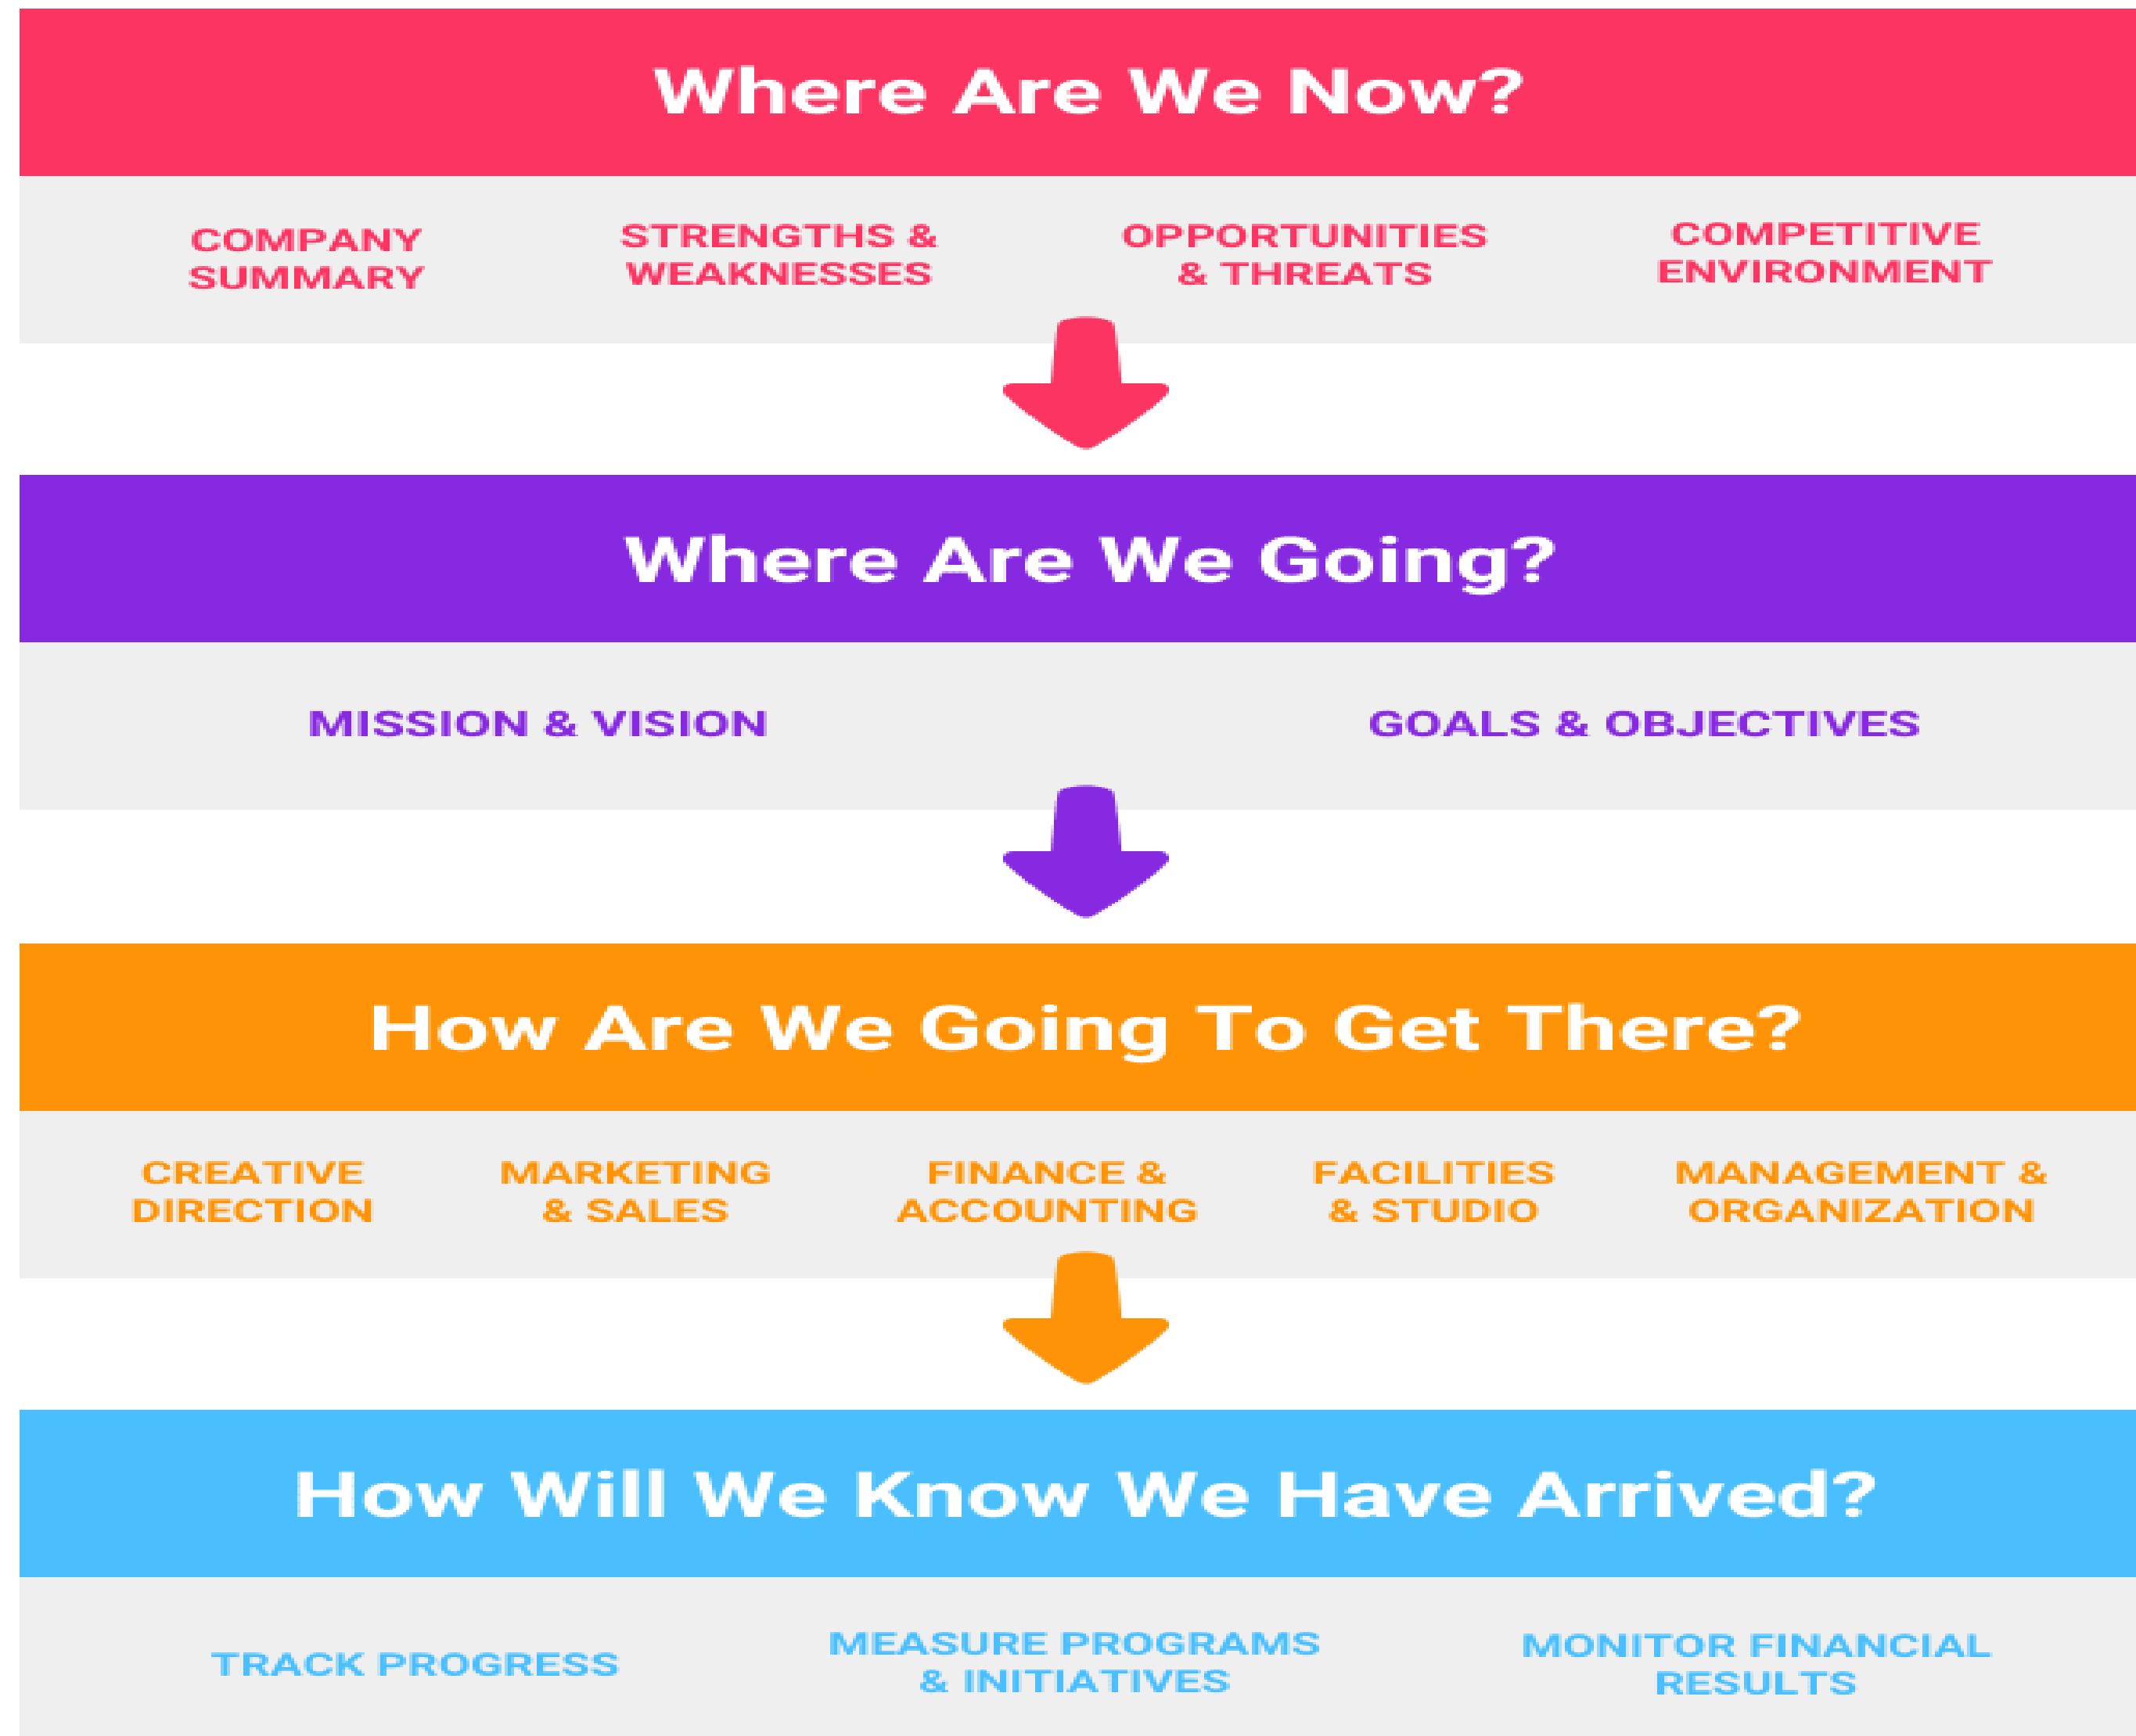 Where Are We Now?
COMPANY
SUMMARY
STRENGTHS &
WEAKNESSES
OPPORTUNITIES
& THREATS
COMPETITIVE
ENVIRONMENT
Where Are We Going?
MISSION & VISION
GOALS & OBJECTIVES
How Are We Going To Get There?
CREATIVE
DIRECTION
MARKETING
& SALES
FINANCE &
ACCOUNTING
FACILITIES
& STUDIO
MANAGEMENT &
ORGANIZATION
How Will We Know We Have Arrived?
TRACK PROGRESS
MEASURE PROGRAMS
& INITIATIVES
MONITOR FINANCIAL
RESULTS